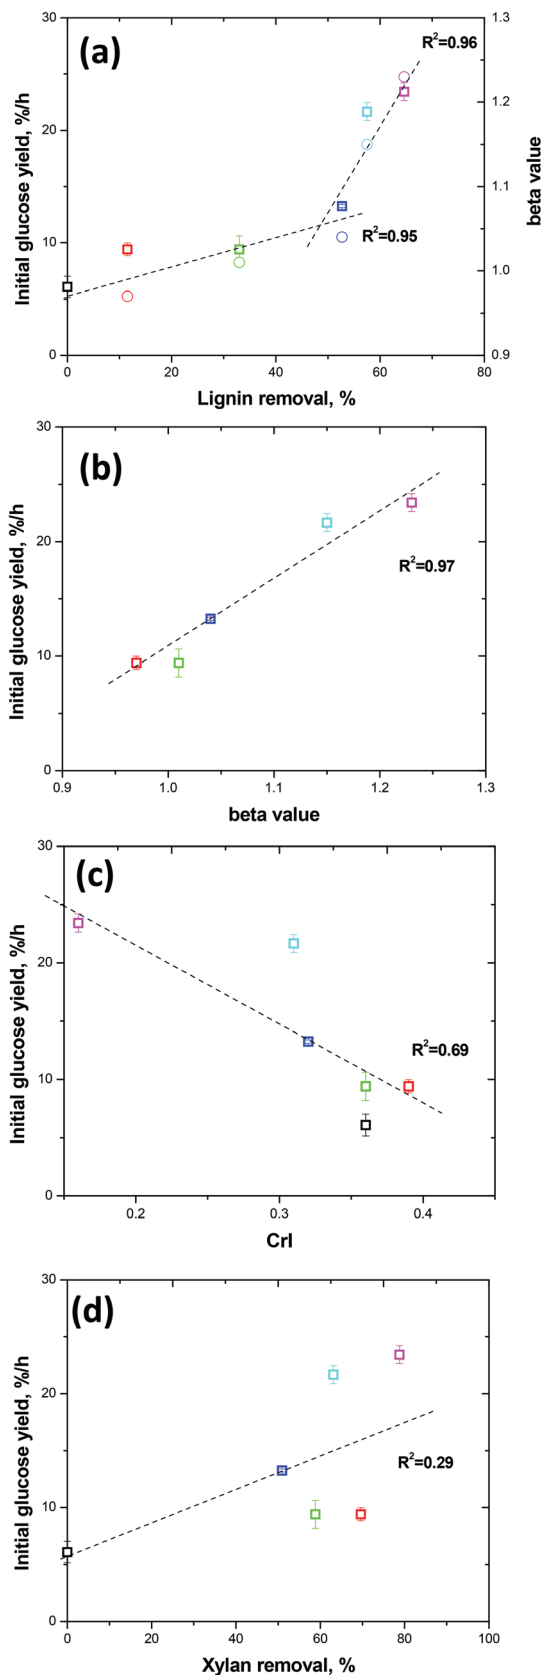 (a)
30
20
10
0
Initial glucose yield, %/h
R²=0.96
R²=0.95
1.3
1.2
1.1
1.0
0.9
beta value
0 20 40 60 80
Lignin removal, %
(b)
30
20
10
0
Initial glucose yield, %/h
R²=0.97
0.9 1.0 1.1 1.2 1.3
beta value
(c)
30
20
10
0
Initial glucose yield, %/h
R²=0.69
0.2 0.3 0.4
CrI
(d)
30
20
10
0
Initial glucose yield, %/h
R²=0.29
0 20 40 60 80 100
Xylan removal, %